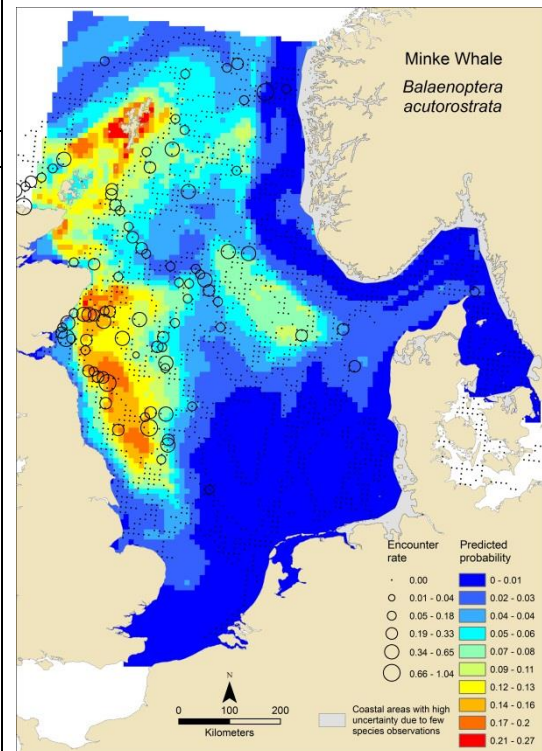 Minke Whale
Balaenoptera
acutorostrata
Encounter
rate
0.00
0.01 - 0.04
0.05 - 0.18
0.19 - 0.33
0.34 - 0.65
0.66 - 1.04
Predicted
probability
0 - 0.01
0.02 - 0.03
0.04 - 0.04
0.05 - 0.06
0.07 - 0.08
0.09 - 0.11
0.12 - 0.13
0.14 - 0.16
0.17 - 0.2
0.21 - 0.27
N
0 100 200
Kilometers
Coastal areas with high
uncertainty due to few
species observations